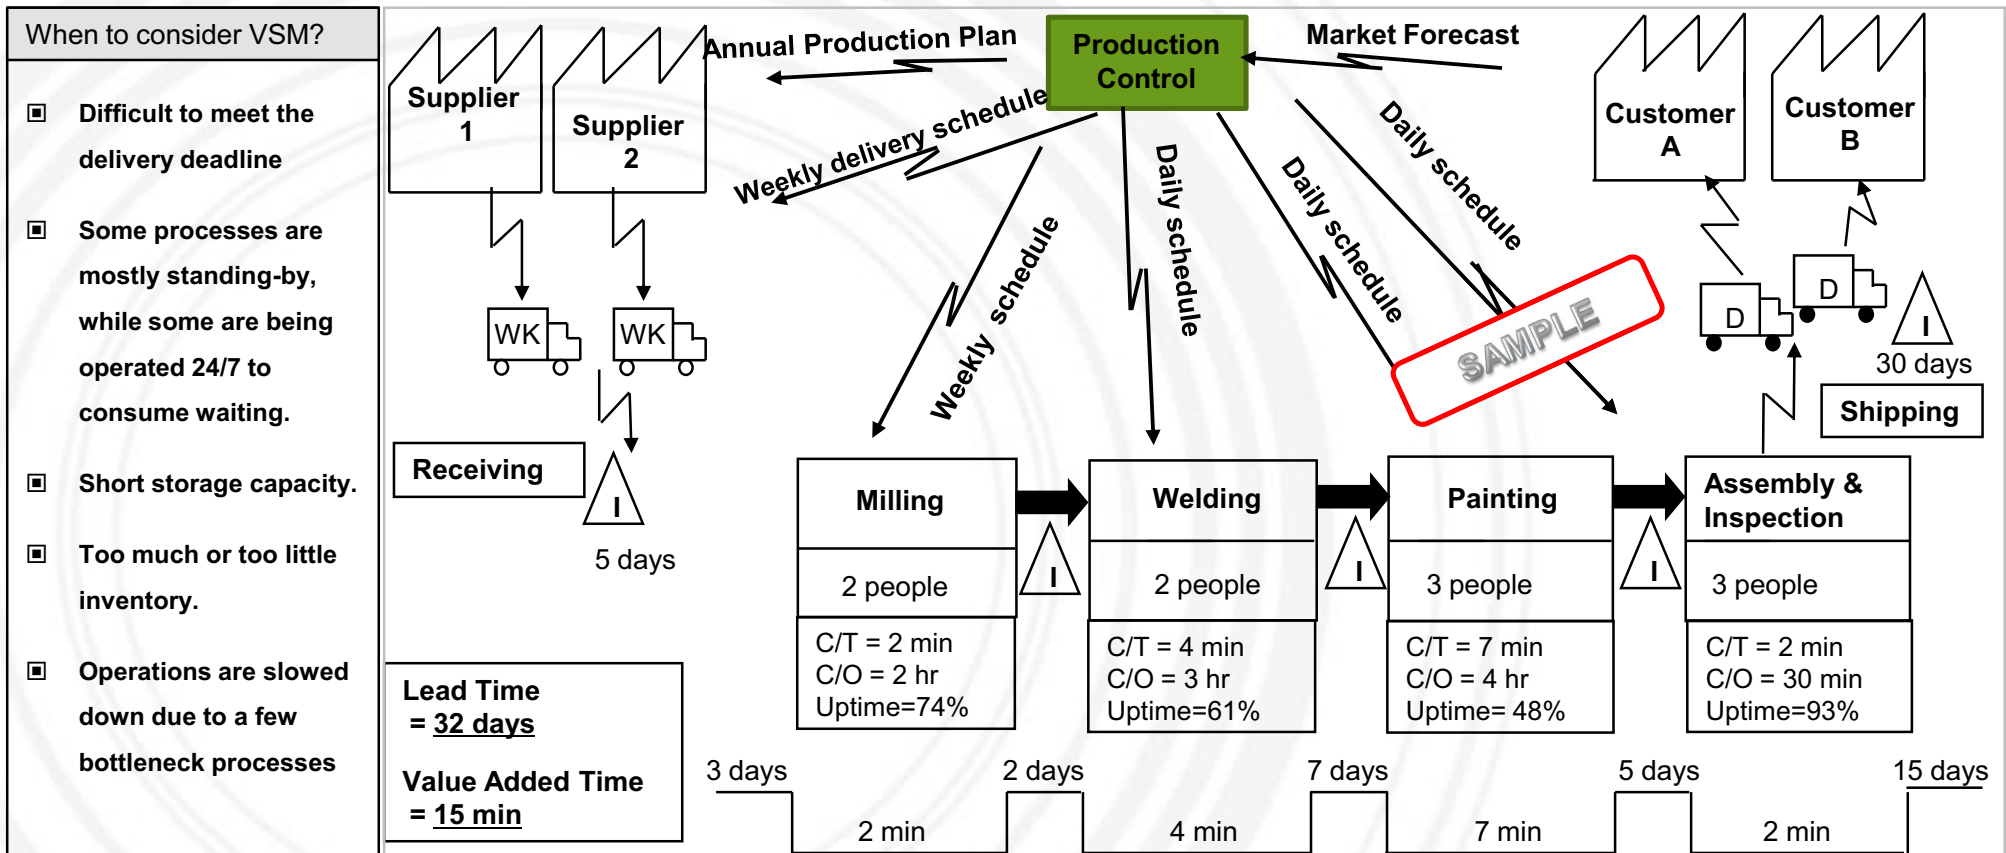 When to consider VSM?
Difficult to meet the
delivery deadline
Some processes are
mostly standing-by,
while some are being
operated 24/7 to
consume waiting.
Short storage capacity.
Too much or too little
inventory.
Operations are slowed
down due to a few
bottleneck processes
Supplier
1
Supplier
2
Annual Production Plan
Production
Control
Market Forecast
Customer
A
Customer
B
Weekly delivery schedule
Weekly schedule
Daily schedule
Daily schedule
Daily schedule
SAMPLE
WK
WK
D
D
I
30 days
Shipping
Receiving
I
5 days
Milling
2 people
C/T = 2 min
C/O = 2 hr
Uptime=74%
I
Welding
2 people
C/T = 4 min
C/O = 3 hr
Uptime=61%
I
Painting
3 people
C/T = 7 min
C/O = 4 hr
Uptime= 48%
I
Assembly &
Inspection
3 people
C/T = 2 min
C/O = 30 min
Uptime=93%
Lead Time
= 32 days
Value Added Time
= 15 min
3 days
2 min
2 days
4 min
7 days
7 min
5 days
2 min
15 days